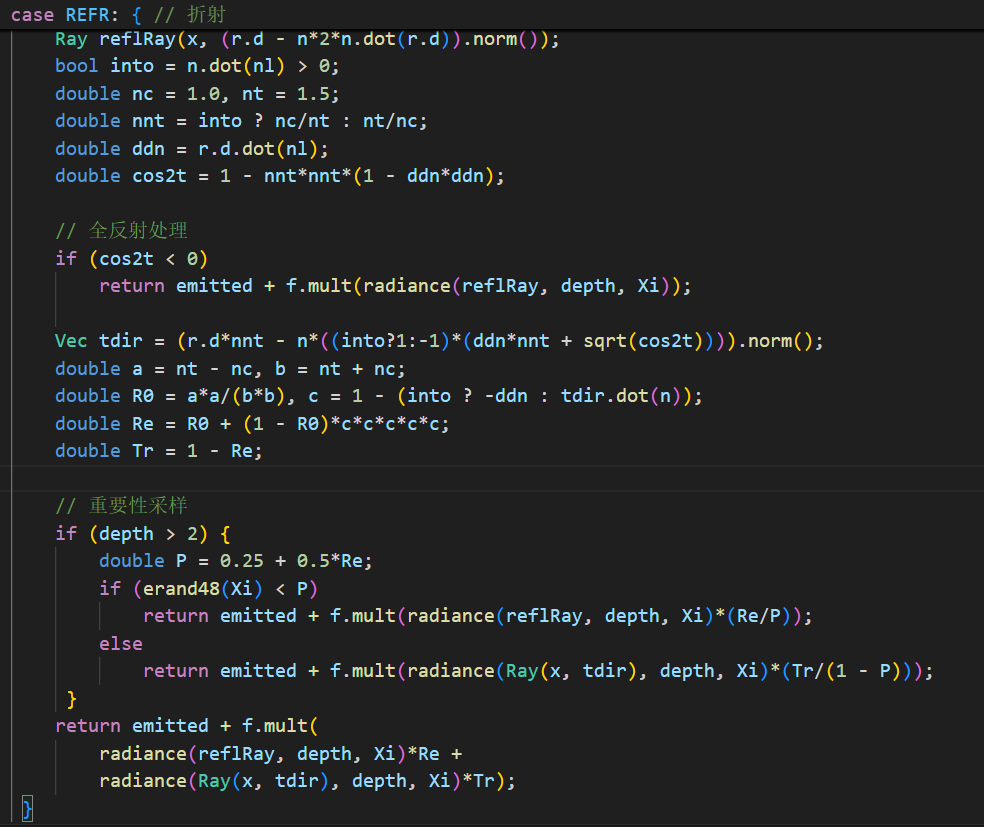 case REFR: { // 折射
Ray reflRay(x, (r.d - n*2*n.dot(r.d)).norm());
bool into = n.dot(nl) > 0;
double nc = 1.0, nt = 1.5;
double nnt = into ? nc/nt : nt/nc;
double ddn = r.d.dot(nl);
double cos2t = 1 - nnt*nnt*(1 - ddn*ddn);
// 全反射处理
if (cos2t < 0)
return emitted + f.mult(radiance(reflRay, depth, Xi));
Vec tdir = (r.d*nnt - n*((into?1:-1)*(ddn*nnt + sqrt(cos2t)))).norm();
double a = nt - nc, b = nt + nc;
double R0 = a*a/(b*b), c = 1 - (into ? -ddn : tdir.dot(n));
double Re = R0 + (1 - R0)*c*c*c*c*c;
double Tr = 1 - Re;
// 重要性采样
if (depth > 2) {
double P = 0.25 + 0.5*Re;
if (erand48(Xi) < P)
return emitted + f.mult(radiance(reflRay, depth, Xi)*(Re/P));
else
return emitted + f.mult(radiance(Ray(x, tdir), depth, Xi)*(Tr/(1 - P)));
}
return emitted + f.mult(
radiance(reflRay, depth, Xi)*Re +
radiance(Ray(x, tdir), depth, Xi)*Tr);
}